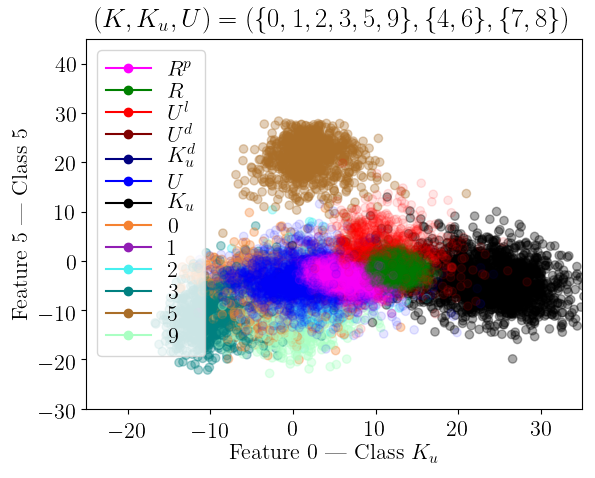 (K, K_u, U) = ({0, 1, 2, 3, 5, 9}, {4, 6}, {7, 8})
Feature 5 — Class 5
40
30
20
10
0
−10
−20
−30
R^p
R
U^l
U^d
K_u^d
U
K_u
0
1
2
3
5
9
−20 −10 0 10 20 30
Feature 0 — Class K_u